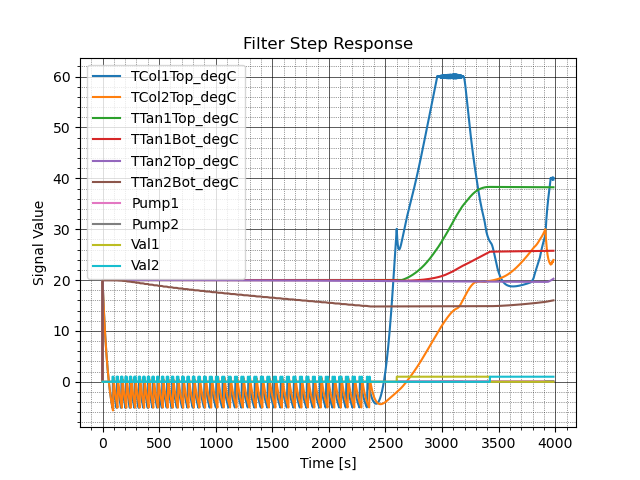 Filter Step Response
TCol1Top_degC
TCol2Top_degC
TTan1Top_degC
TTan1Bot_degC
TTan2Top_degC
TTan2Bot_degC
Pump1
Pump2
Val1
Val2
Signal Value
60
50
40
30
20
10
0
0 500 1000 1500 2000 2500 3000 3500 4000
Time [s]